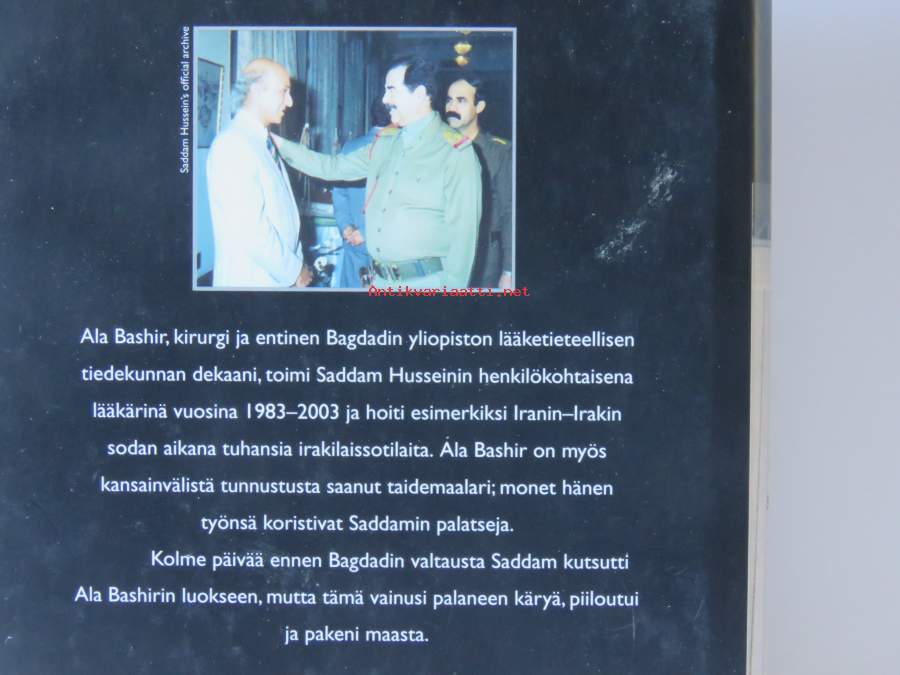 Saddam Hussein's official archive
Antikvariaatti.net
Ala Bashir, kirurgi ja entinen Bagdadin yliopiston lääketieteellisen
tiedekunnan dekaani, toimi Saddam Husseinin henkilökohtaisena
lääkärinä vuosina 1983–2003 ja hoiti esimerkiksi Iranin–Irakin
sodan aikana tuhansia irakilaissotilaita. Ala Bashir on myös
kansainvälistä tunnustusta saanut taidemaalari; monet hänen
työnsä koristivat Saddamin palatseja.
Kolme päivää ennen Bagdadin valtausta Saddam kutsutti
Ala Bashirin luokseen, mutta tämä vainusi palaneen käryä, piiloutui
ja pakeni maasta.